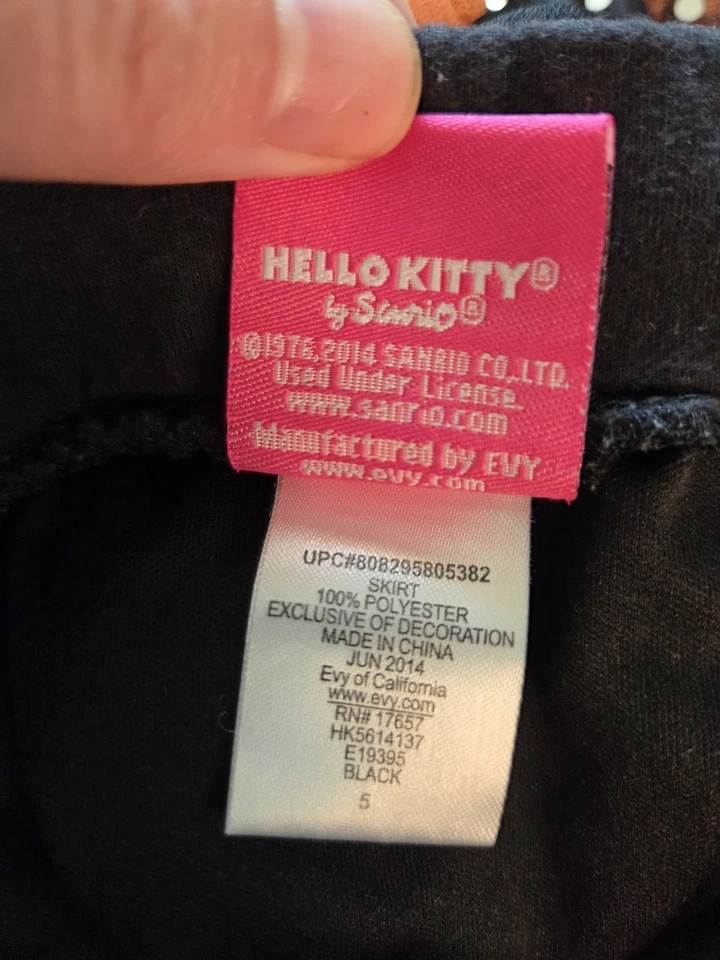 HELLO KITTY®
by Sanrio®
©1976,2014 SANRIO CO.,LTD.
Used Under License.
www.sanrio.com
Manufactured by EVY
www.evy.com
UPC#808295805382
SKIRT
100% POLYESTER
EXCLUSIVE OF DECORATION
MADE IN CHINA
JUN 2014
Evy of California
www.evy.com
RN# 17657
HK5614137
E19395
BLACK
5